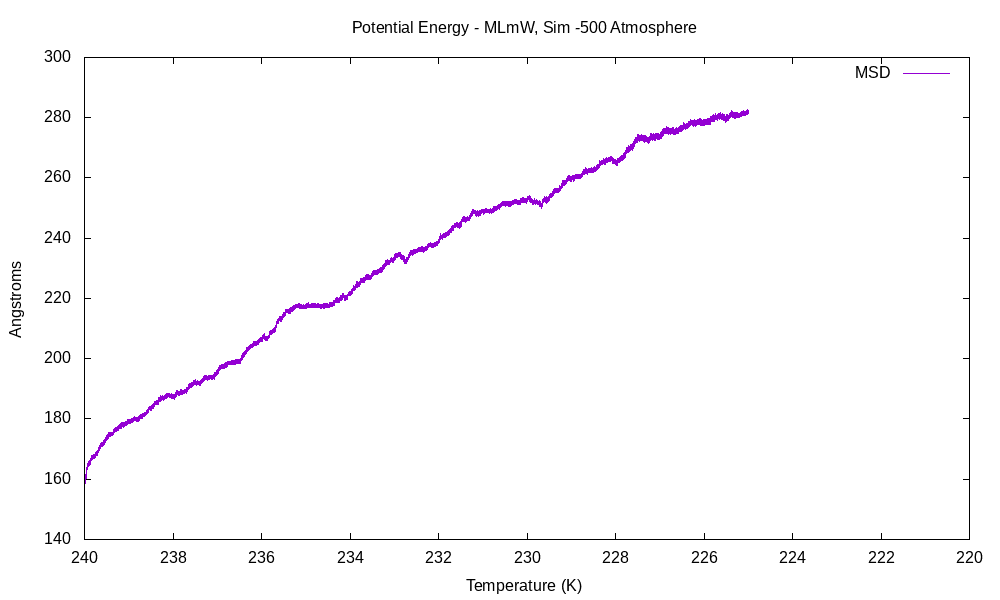 Potential Energy - MLmW, Sim -500 Atmosphere
300
280
260
240
220
200
180
160
140
MSD
Angstroms
240 238 236 234 232 230 228 226 224 222 220
Temperature (K)